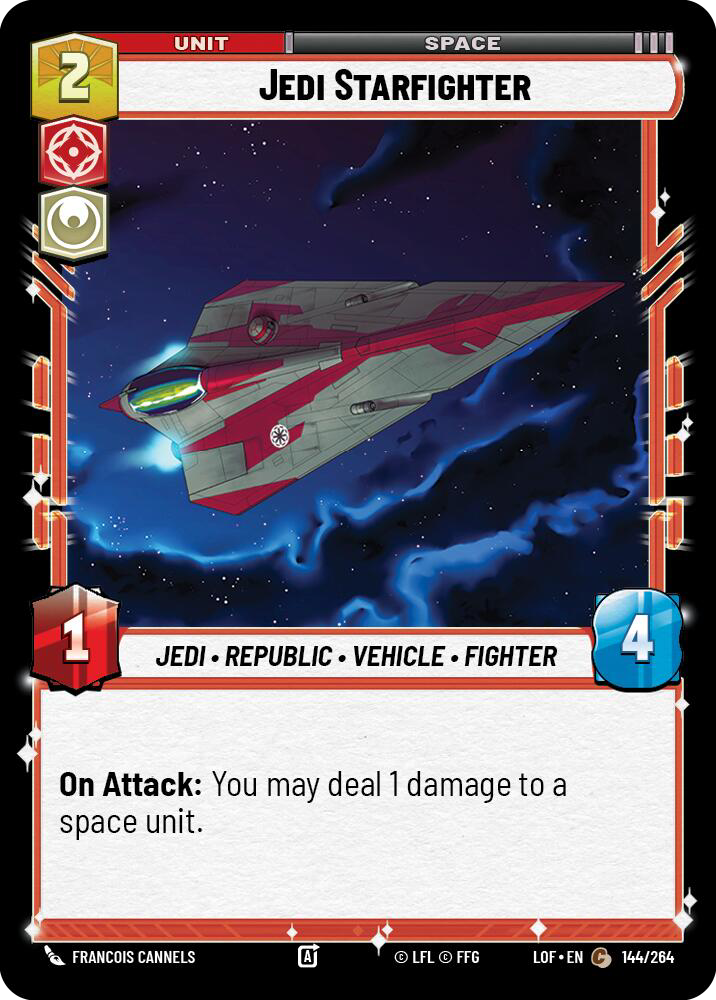 UNIT SPACE
2 JEDI STARFIGHTER
1 JEDI • REPUBLIC • VEHICLE • FIGHTER 4
On Attack: You may deal 1 damage to a
space unit.
FRANCOIS CANNELS A © LFL © FFG LOF • EN C 144/264